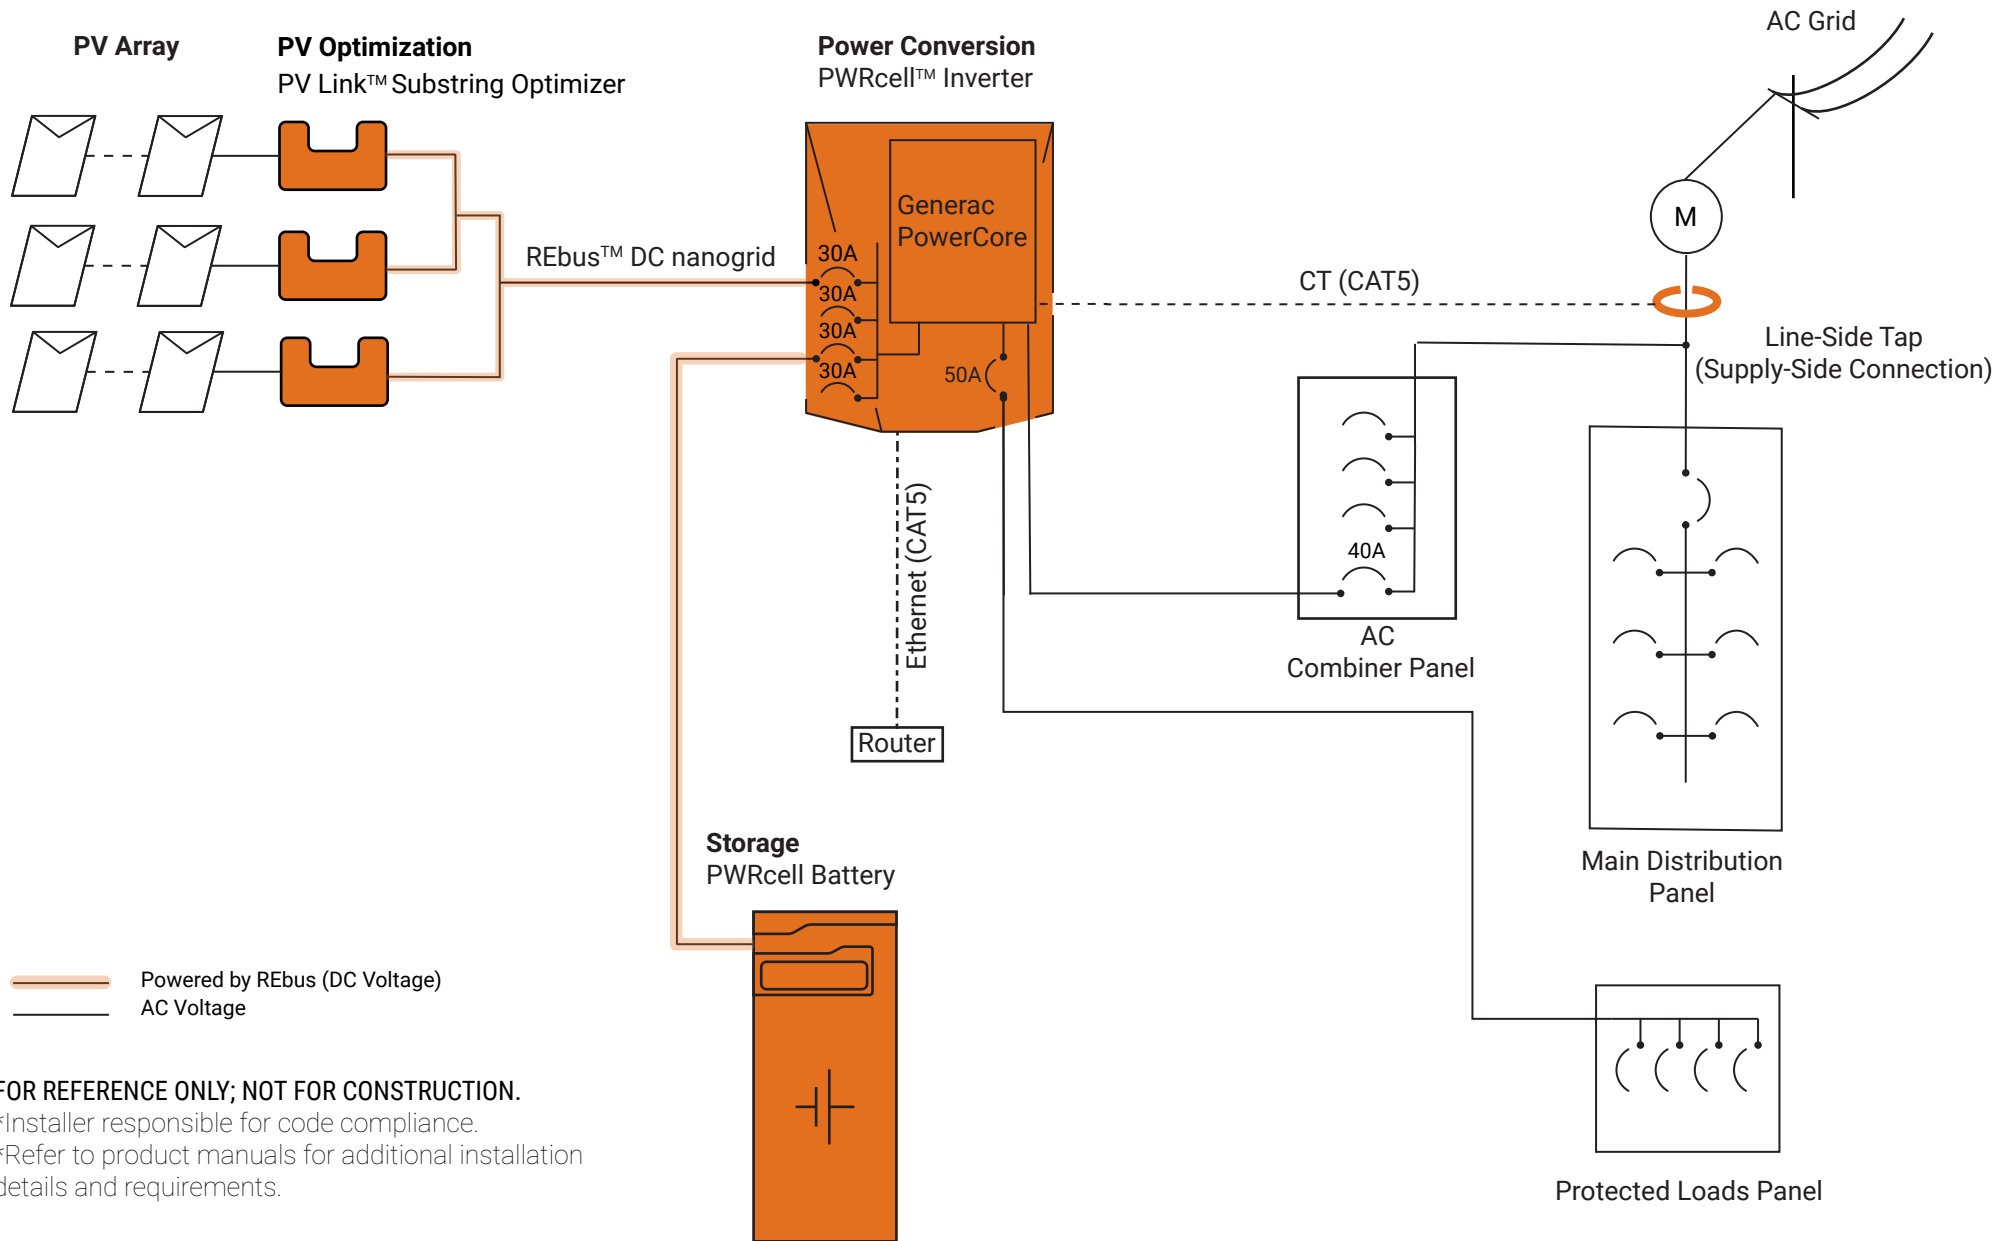 PV Array
PV Optimization
PV Link™ Substring Optimizer
Power Conversion
PWRcell™ Inverter
AC Grid
Generac
PowerCore
M
REbus™ DC nanogrid
30A
30A
30A
30A
50A
CT (CAT5)
Line-Side Tap
(Supply-Side Connection)
Ethernet (CAT5)
40A
AC
Combiner Panel
Router
Storage
PWRcell Battery
Main Distribution
Panel
Powered by REbus (DC Voltage)
AC Voltage
FOR REFERENCE ONLY; NOT FOR CONSTRUCTION.
*Installer responsible for code compliance.
*Refer to product manuals for additional installation
details and requirements.
Protected Loads Panel